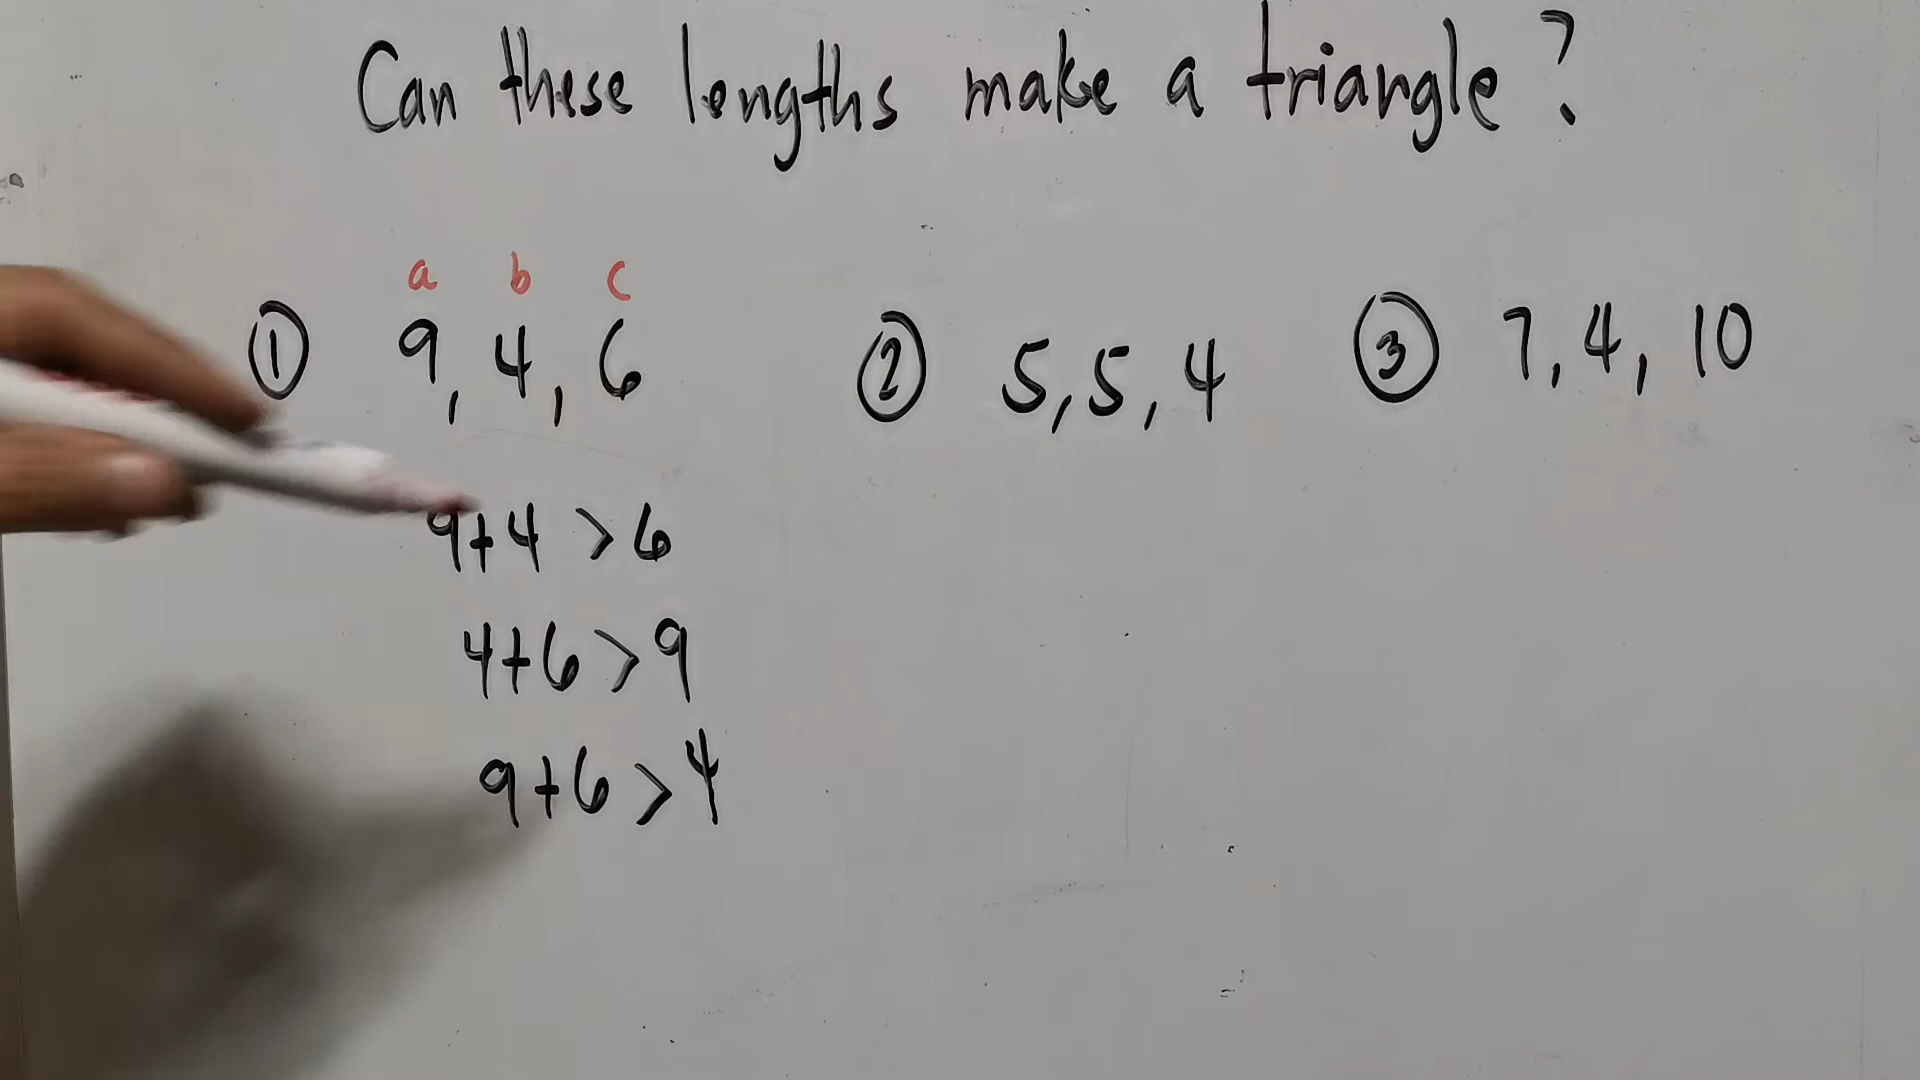 Can these lengths make a triangle?
a b c
① 9, 4, 6
② 5, 5, 4
③ 7, 4, 10
9+4 > 6
4+6 > 9
9+6 > 4